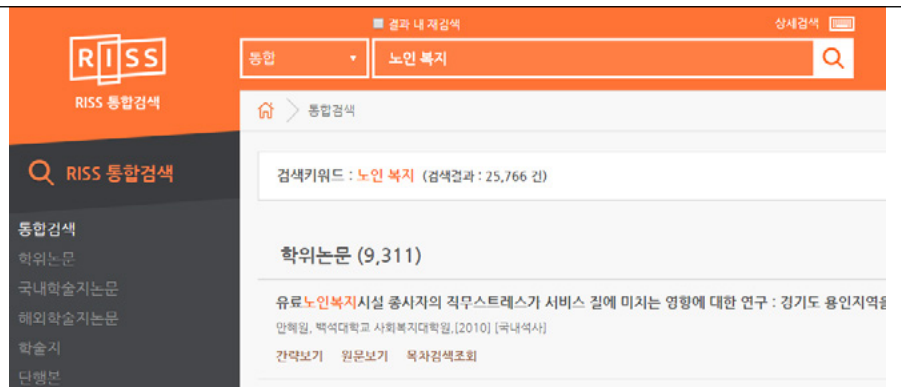 결과 내 재검색
상세검색
RISS
통합
노인 복지
RISS 통합검색
통합검색
RISS 통합검색
검색키워드 : 노인 복지 (검색결과 : 25,766 건)
통합검색
학위논문
국내학술지논문
해외학술지논문
학술지
단행본
학위논문 (9,311)
유료노인복지시설 종사자의 직무스트레스가 서비스 질에 미치는 영향에 대한 연구 : 경기도 용인지역을
안혜원, 백석대학교 사회복지대학원,[2010] [국내석사]
간략보기 원문보기 목차검색조회